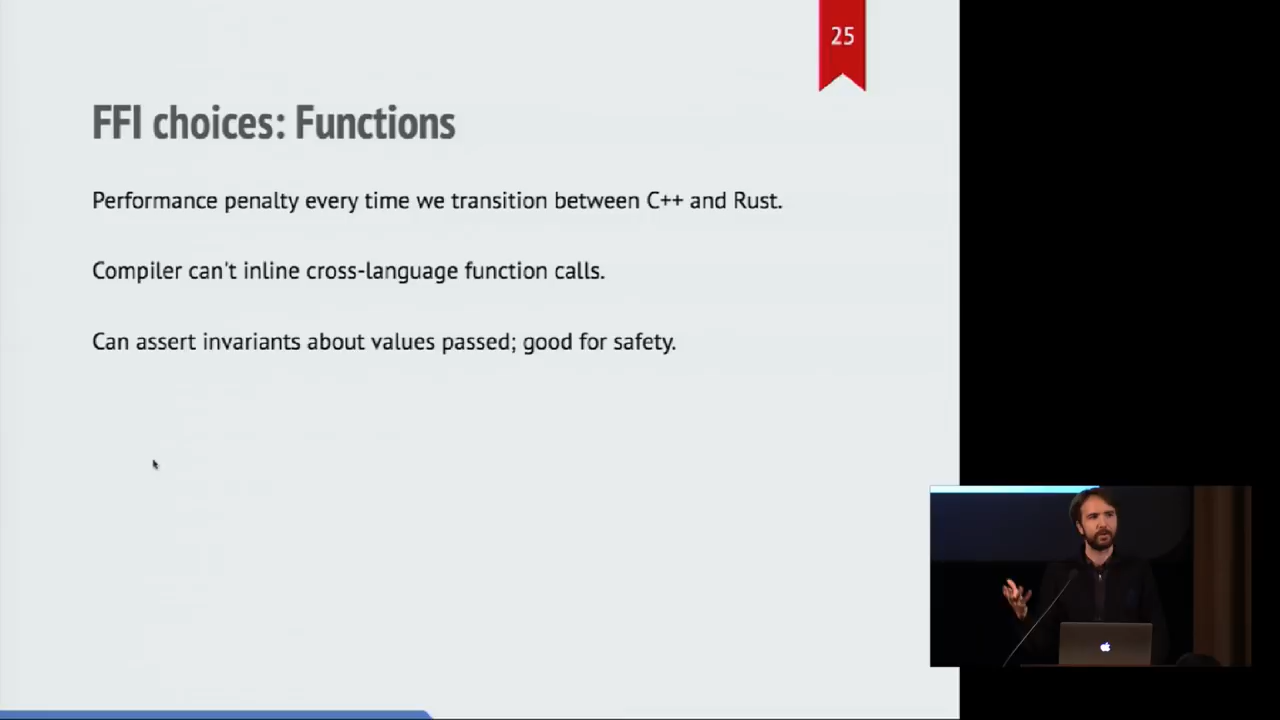 25
FFI choices: Functions
Performance penalty every time we transition between C++ and Rust.
Compiler can't inline cross-language function calls.
Can assert invariants about values passed; good for safety.